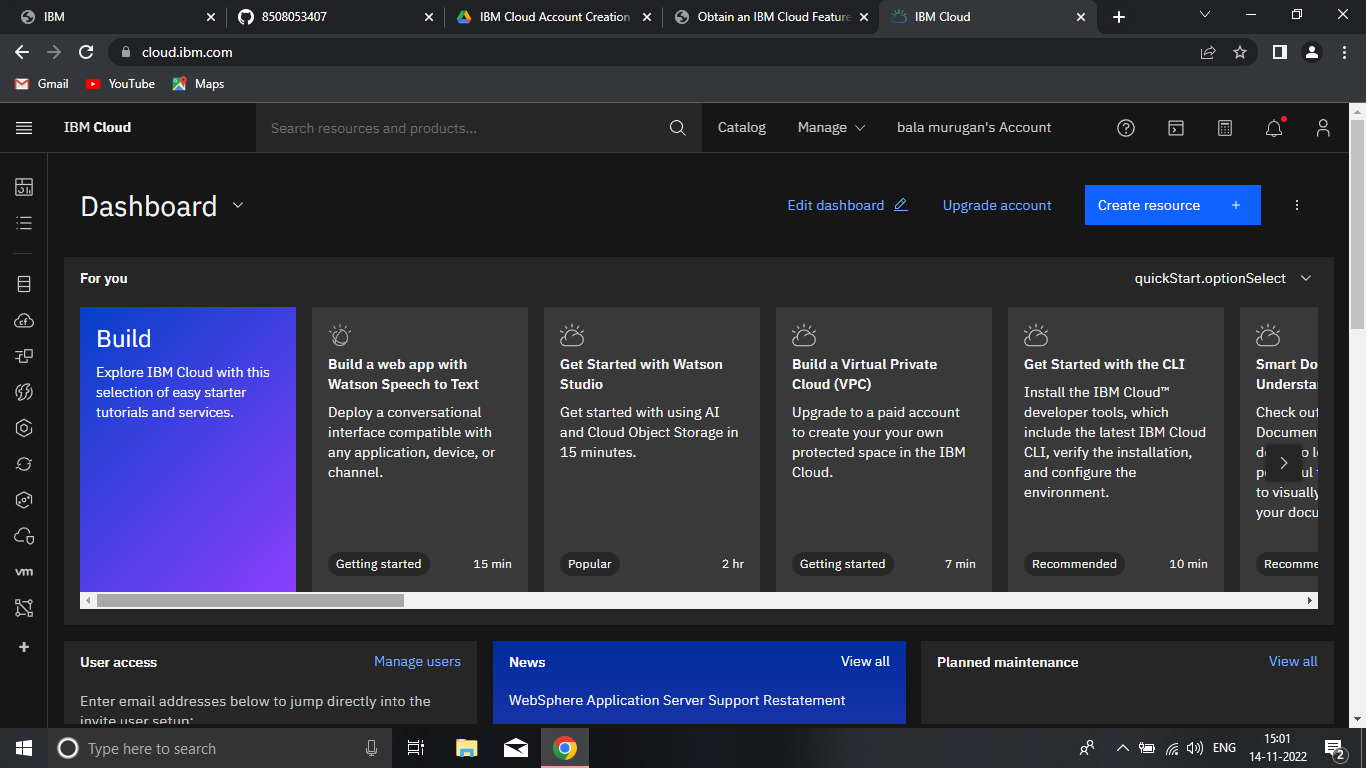 IBM
8508053407
IBM Cloud Account Creation
Obtain an IBM Cloud Feature
IBM Cloud
cloud.ibm.com
Gmail
YouTube
Maps
IBM Cloud
Search resources and products...
Catalog
Manage
bala murugan's Account
Dashboard
Edit dashboard
Upgrade account
Create resource +
For you
quickStart.optionSelect
Build
Explore IBM Cloud with this
selection of easy starter
tutorials and services.
Build a web app with
Watson Speech to Text
Deploy a conversational
interface compatible with
any application, device, or
channel.
Getting started
15 min
Get Started with Watson
Studio
Get started with using AI
and Cloud Object Storage in
15 minutes.
Popular
2 hr
Build a Virtual Private
Cloud (VPC)
Upgrade to a paid account
to create your your own
protected space in the IBM
Cloud.
Getting started
7 min
Get Started with the CLI
Install the IBM Cloud™
developer tools, which
include the latest IBM Cloud
CLI, verify the installation,
and configure the
environment.
Recommended
10 min
Smart Do
Understa
Check out
Documen
to visually
your docu
Recomme
vm
User access
Manage users
Enter email addresses below to jump directly into the
invite user setup:
News
View all
WebSphere Application Server Support Restatement
Planned maintenance
View all
Type here to search
ENG
15:01
14-11-2022
2